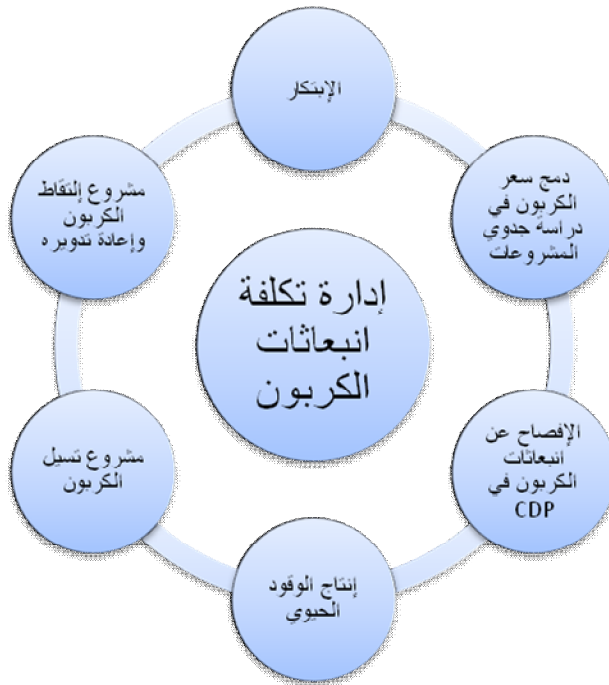 الإبتكار
دمج سعر
الكربون في
دراسة جدوي
المشروعات
الإفصاح عن
انبعاثات
الكربون في
CDP
إنتاج الوقود
الحيوي
مشروع تسيل
الكربون
مشروع إلتقاط
الكربون
وإعادة تدويره
إدارة تكلفة
انبعاثات
الكربون